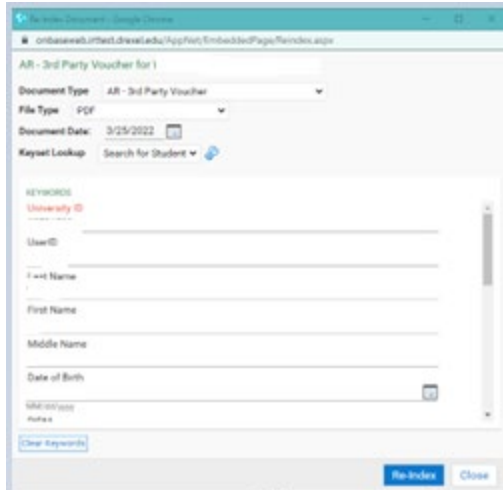 Re-Index Document - Google Chrome
onbaseweb.irttest.drexel.edu/AppNet/EmbeddedPage/Reindex.aspx
AR - 3rd Party Voucher for
Document Type AR - 3rd Party Voucher
File Type PDF
Document Date: 3/25/2022
Keyset Lookup Search for Student
KEYWORDS
University ID
UserID
Name
First Name
Middle Name
Date of Birth
Clear Keywords
Re-Index Close